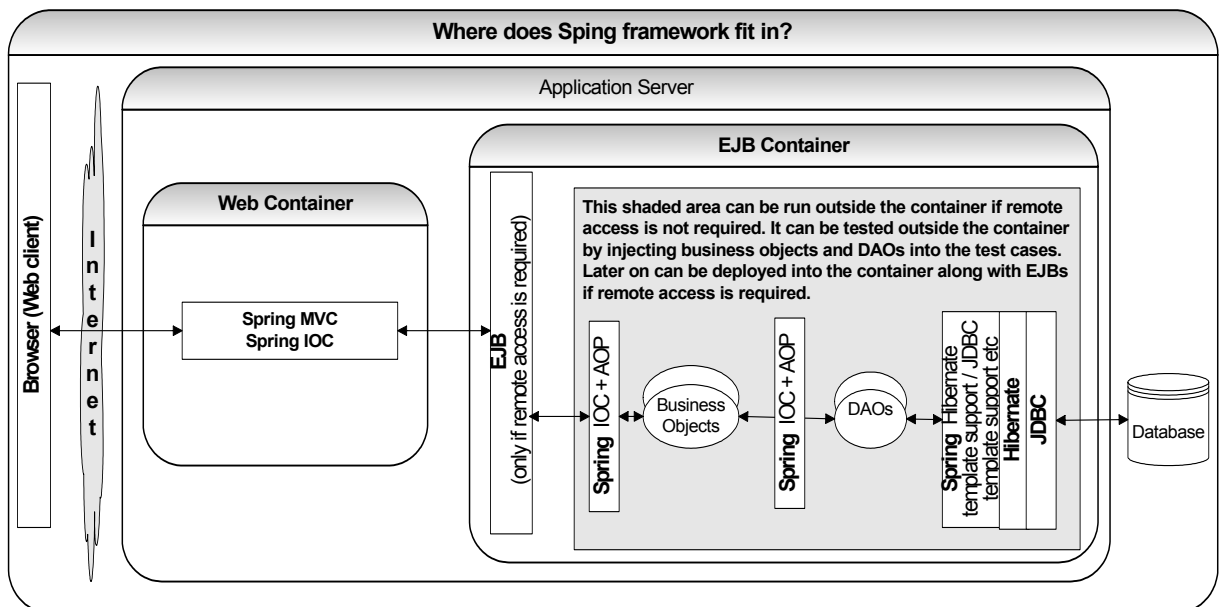 Where does Sping framework fit in?
Application Server
EJB Container
Web Container
Browser (Web client)
Internet
Spring MVC
Spring IOC
EJB
(only if remote access is required)
This shaded area can be run outside the container if remote
access is not required. It can be tested outside the container
by injecting business objects and DAOs into the test cases.
Later on can be deployed into the container along with EJBs
if remote access is required.
Spring IOC + AOP
Business
Objects
Spring IOC + AOP
DAOs
Spring Hibernate
template support / JDBC
template support etc
Hibernate
JDBC
Database